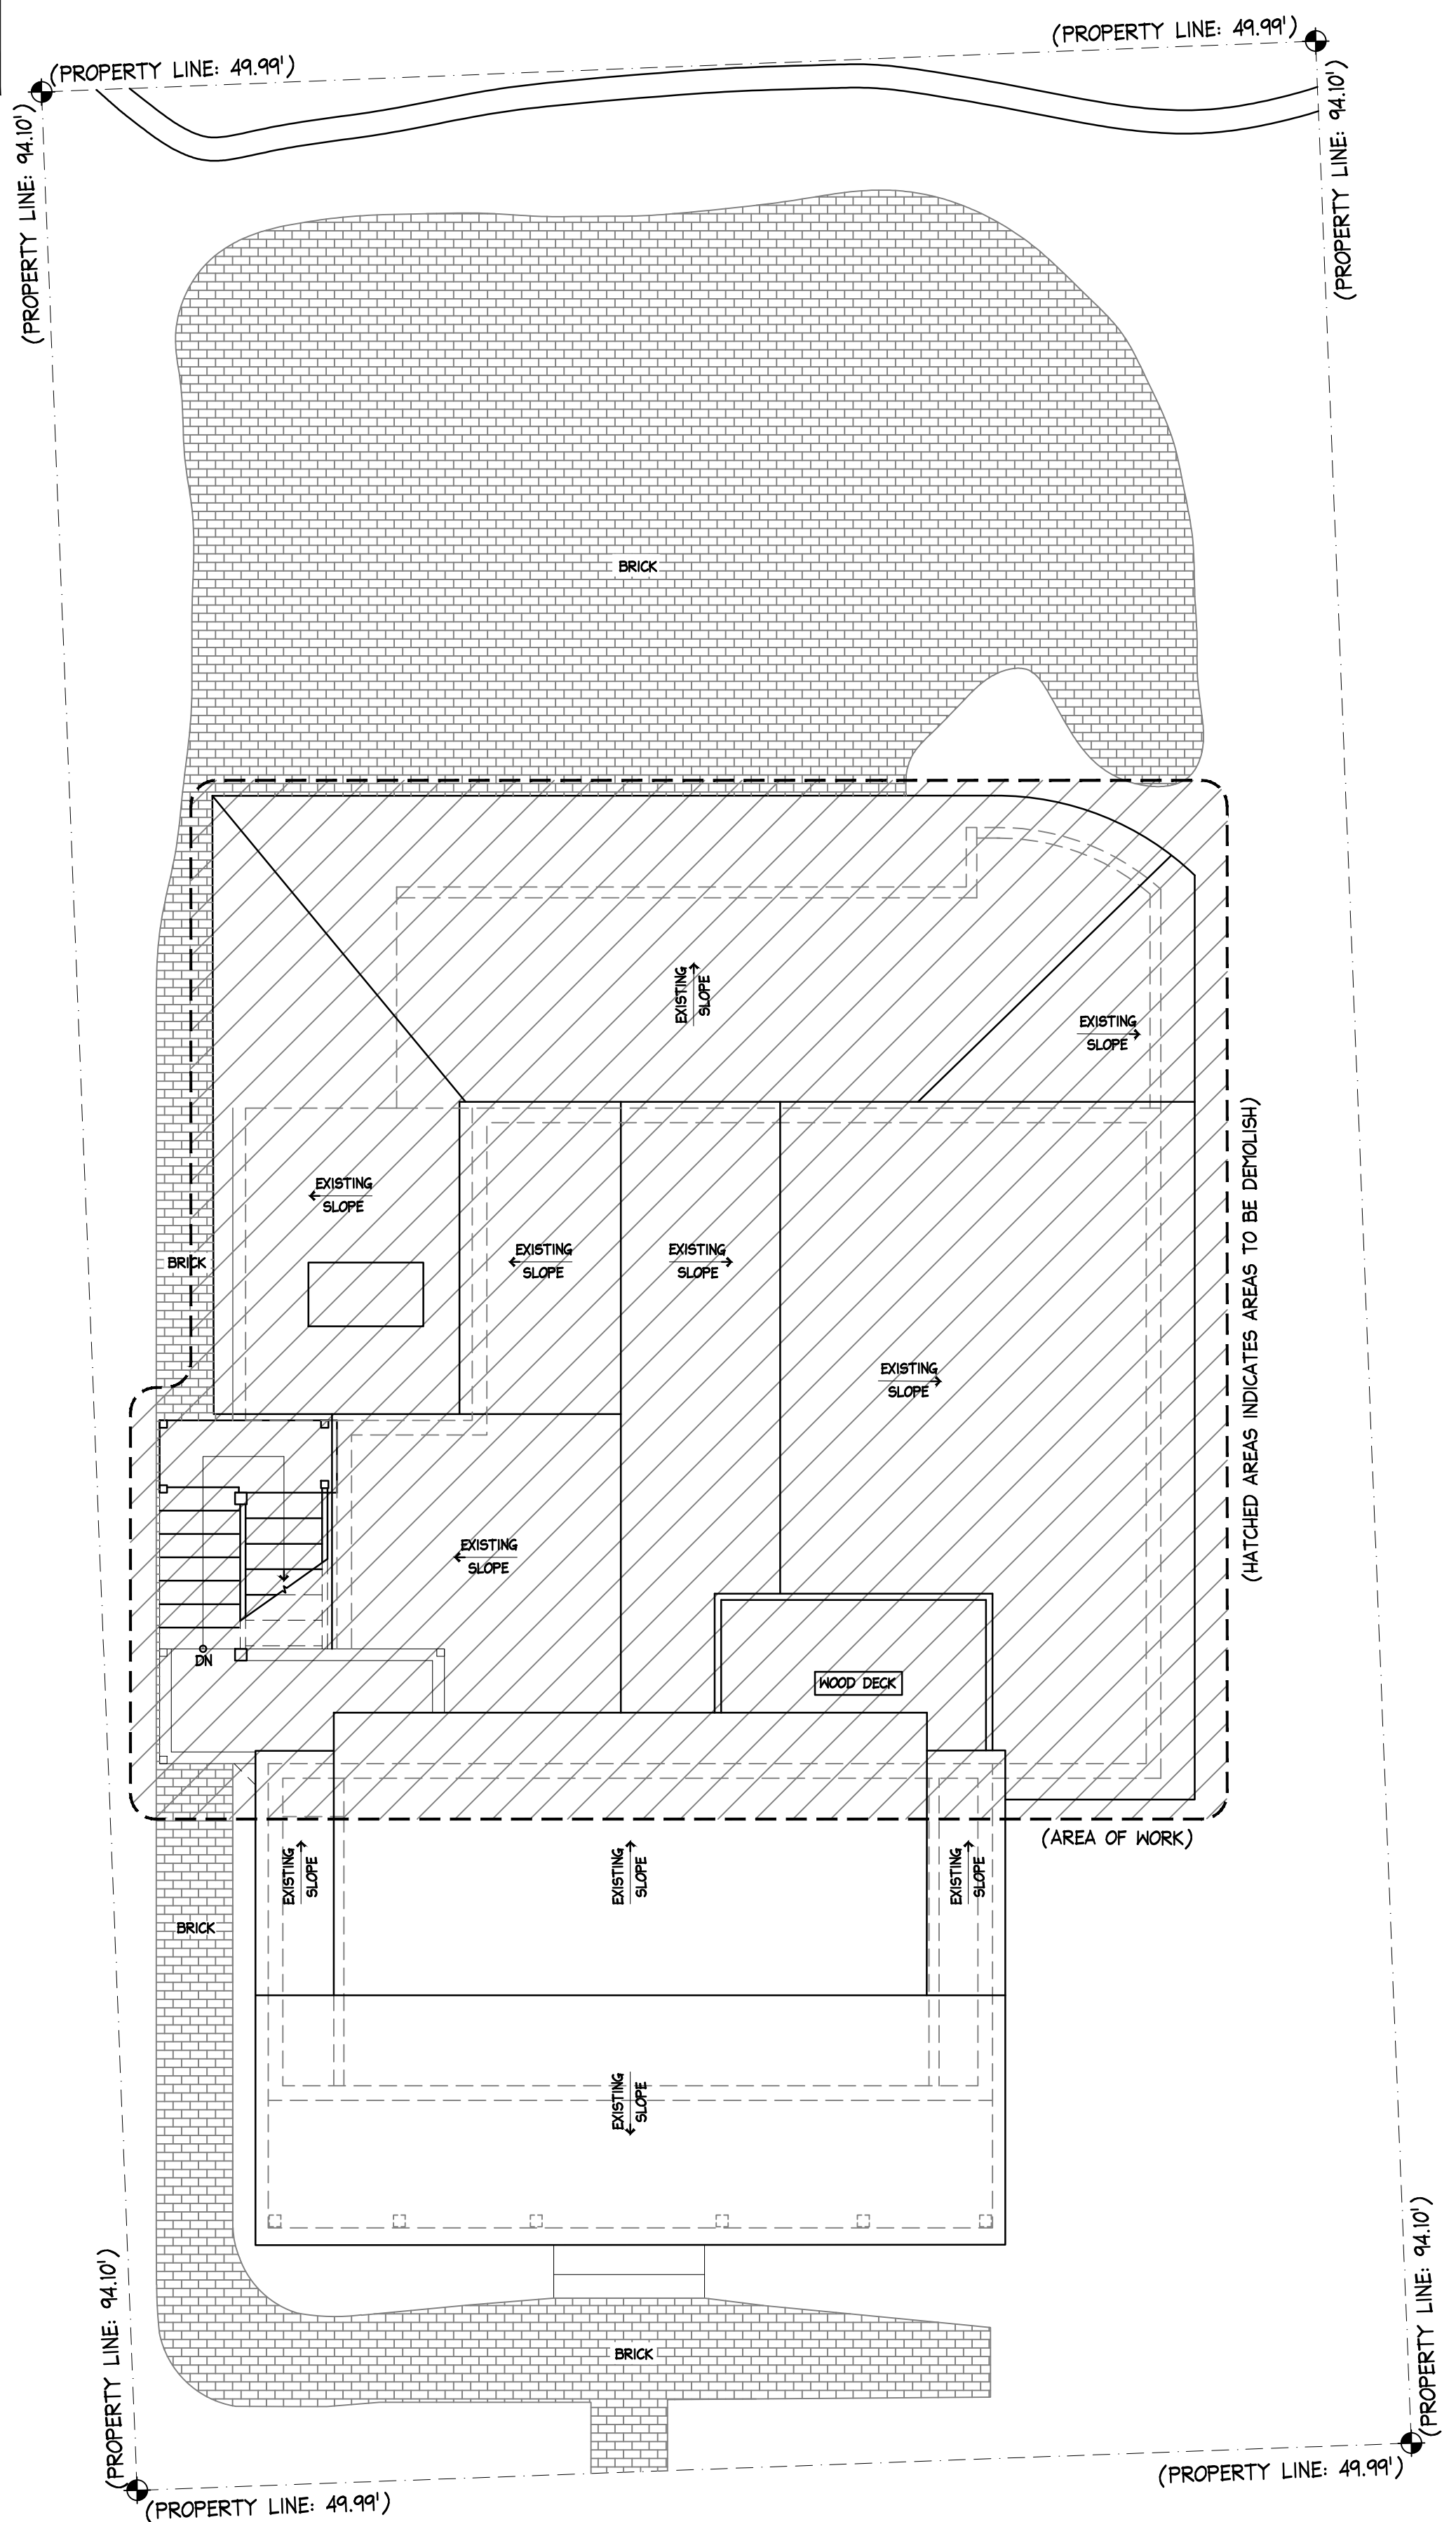 (PROPERTY LINE: 49.99')
(PROPERTY LINE: 49.99')
(PROPERTY LINE: 94.10')
(PROPERTY LINE: 94.10')
BRICK
EXISTING
SLOPE
EXISTING
SLOPE
(HATCHED AREAS INDICATES AREAS TO BE DEMOLISH)
EXISTING
SLOPE
BRICK
EXISTING
SLOPE
EXISTING
SLOPE
EXISTING
SLOPE
EXISTING
SLOPE
DN
WOOD DECK
(AREA OF WORK)
EXISTING
SLOPE
EXISTING
SLOPE
EXISTING
SLOPE
BRICK
EXISTING
SLOPE
(PROPERTY LINE: 94.10')
(PROPERTY LINE: 94.10')
BRICK
(PROPERTY LINE: 49.99')
(PROPERTY LINE: 49.99')